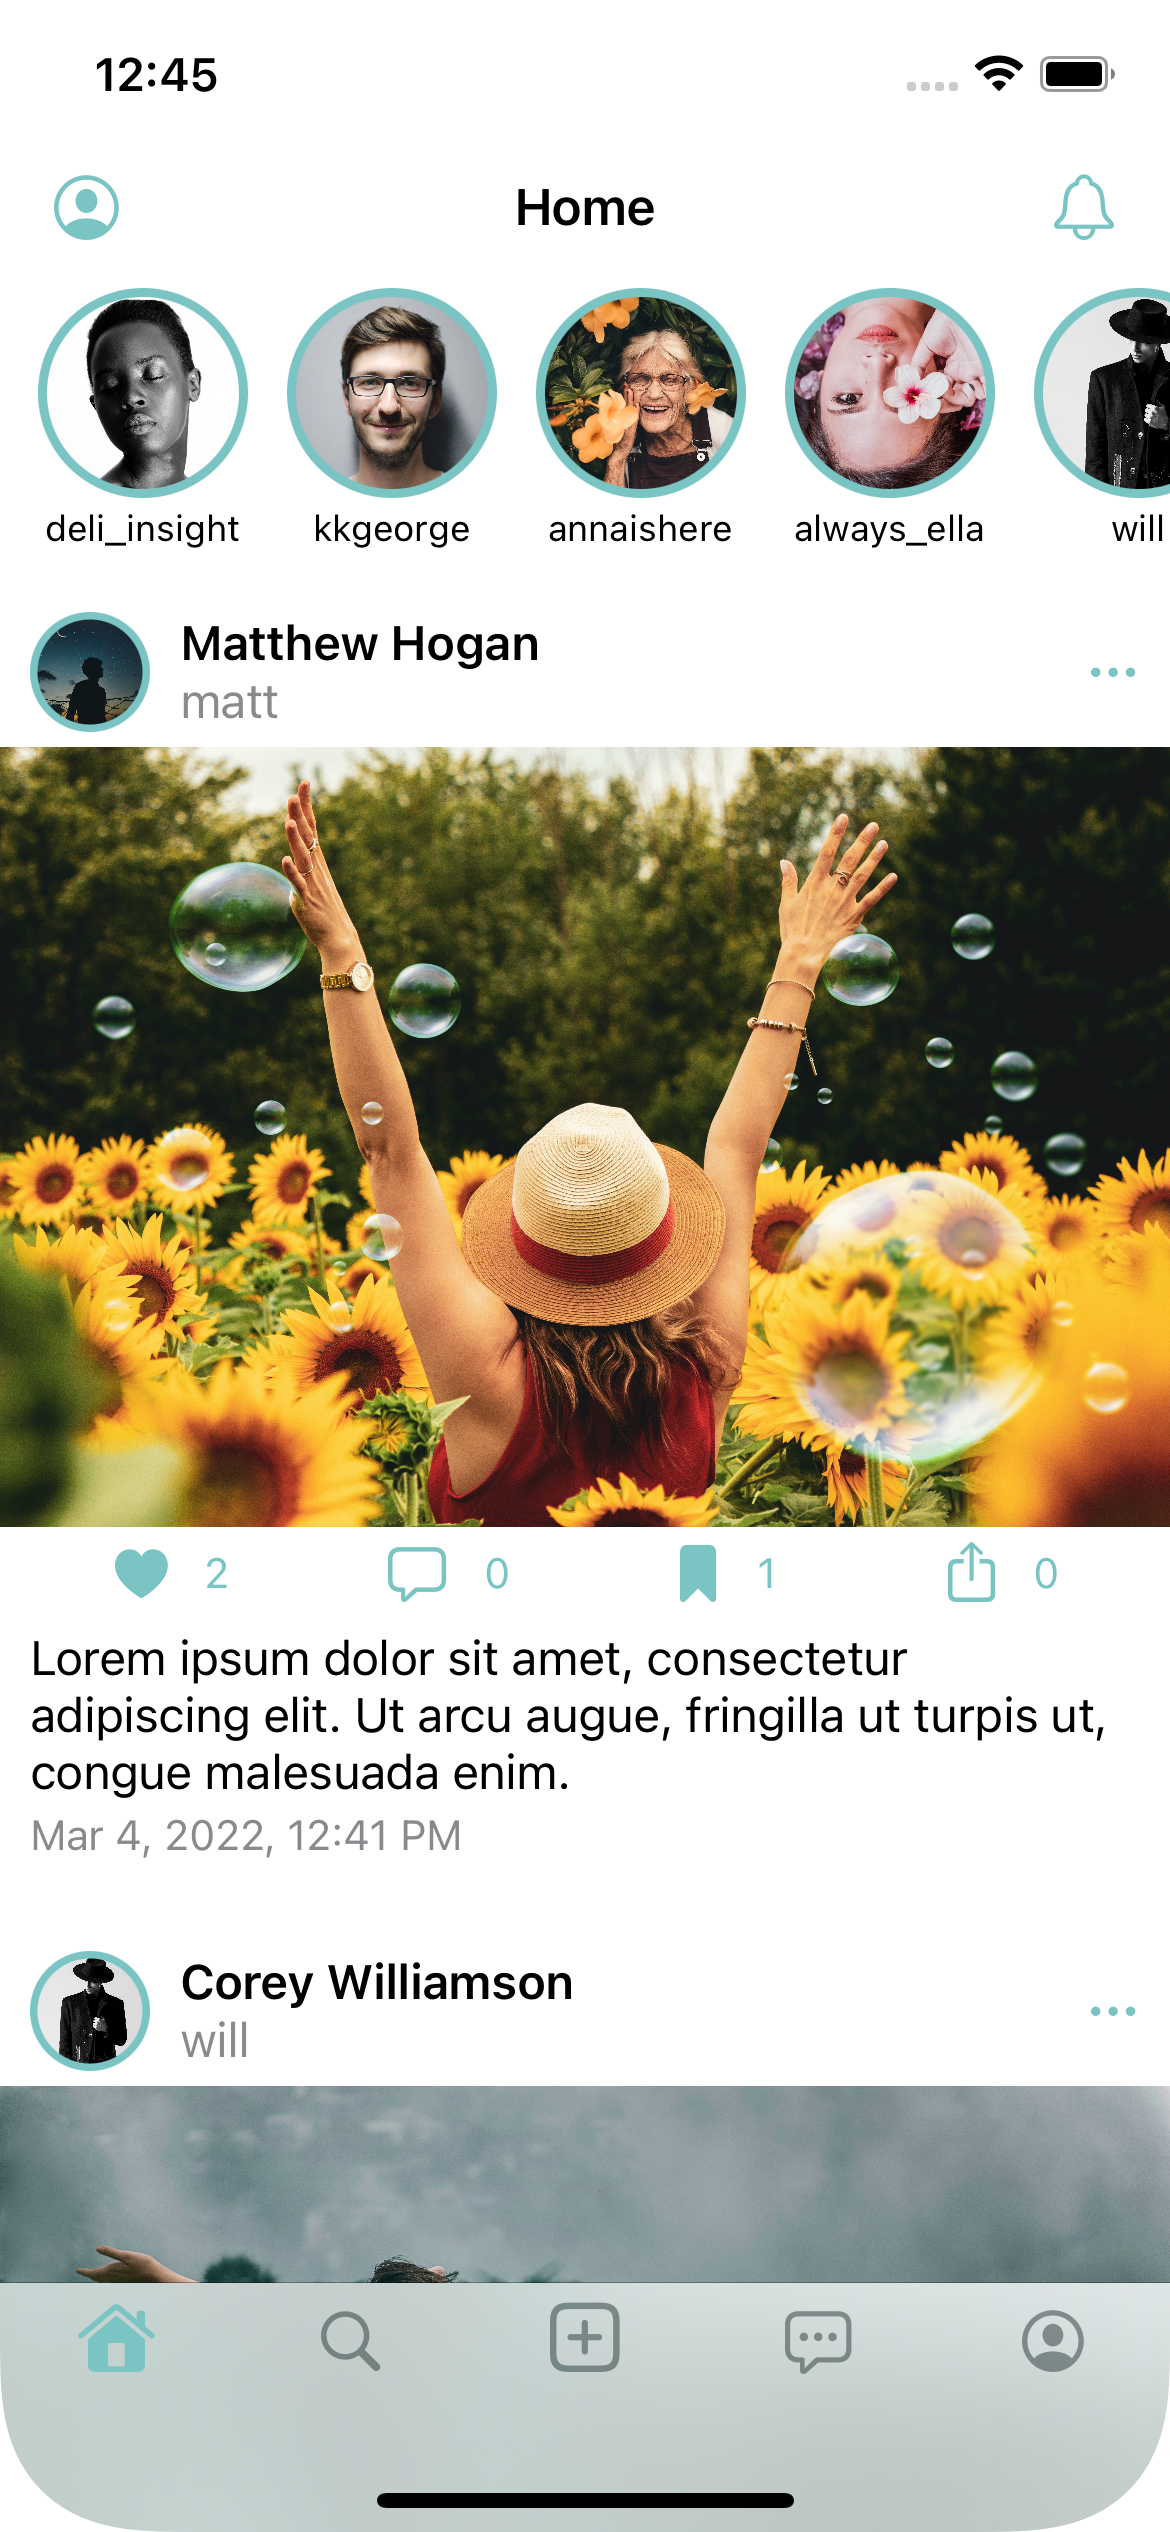 12:45
Home
deli_insight kkgeorge annaishere always_ella will
Matthew Hogan
matt
2 0 1 0
Lorem ipsum dolor sit amet, consectetur
adipiscing elit. Ut arcu augue, fringilla ut turpis ut,
congue malesuada enim.
Mar 4, 2022, 12:41 PM
Corey Williamson
will